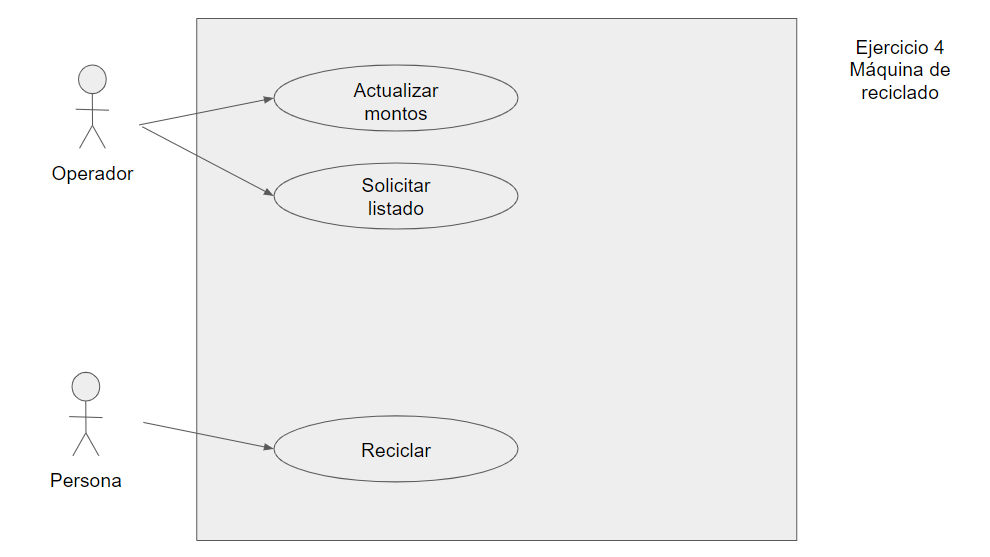 Ejercicio 4
Máquina de
reciclado
Actualizar
montos
Operador
Solicitar
listado
Reciclar
Persona